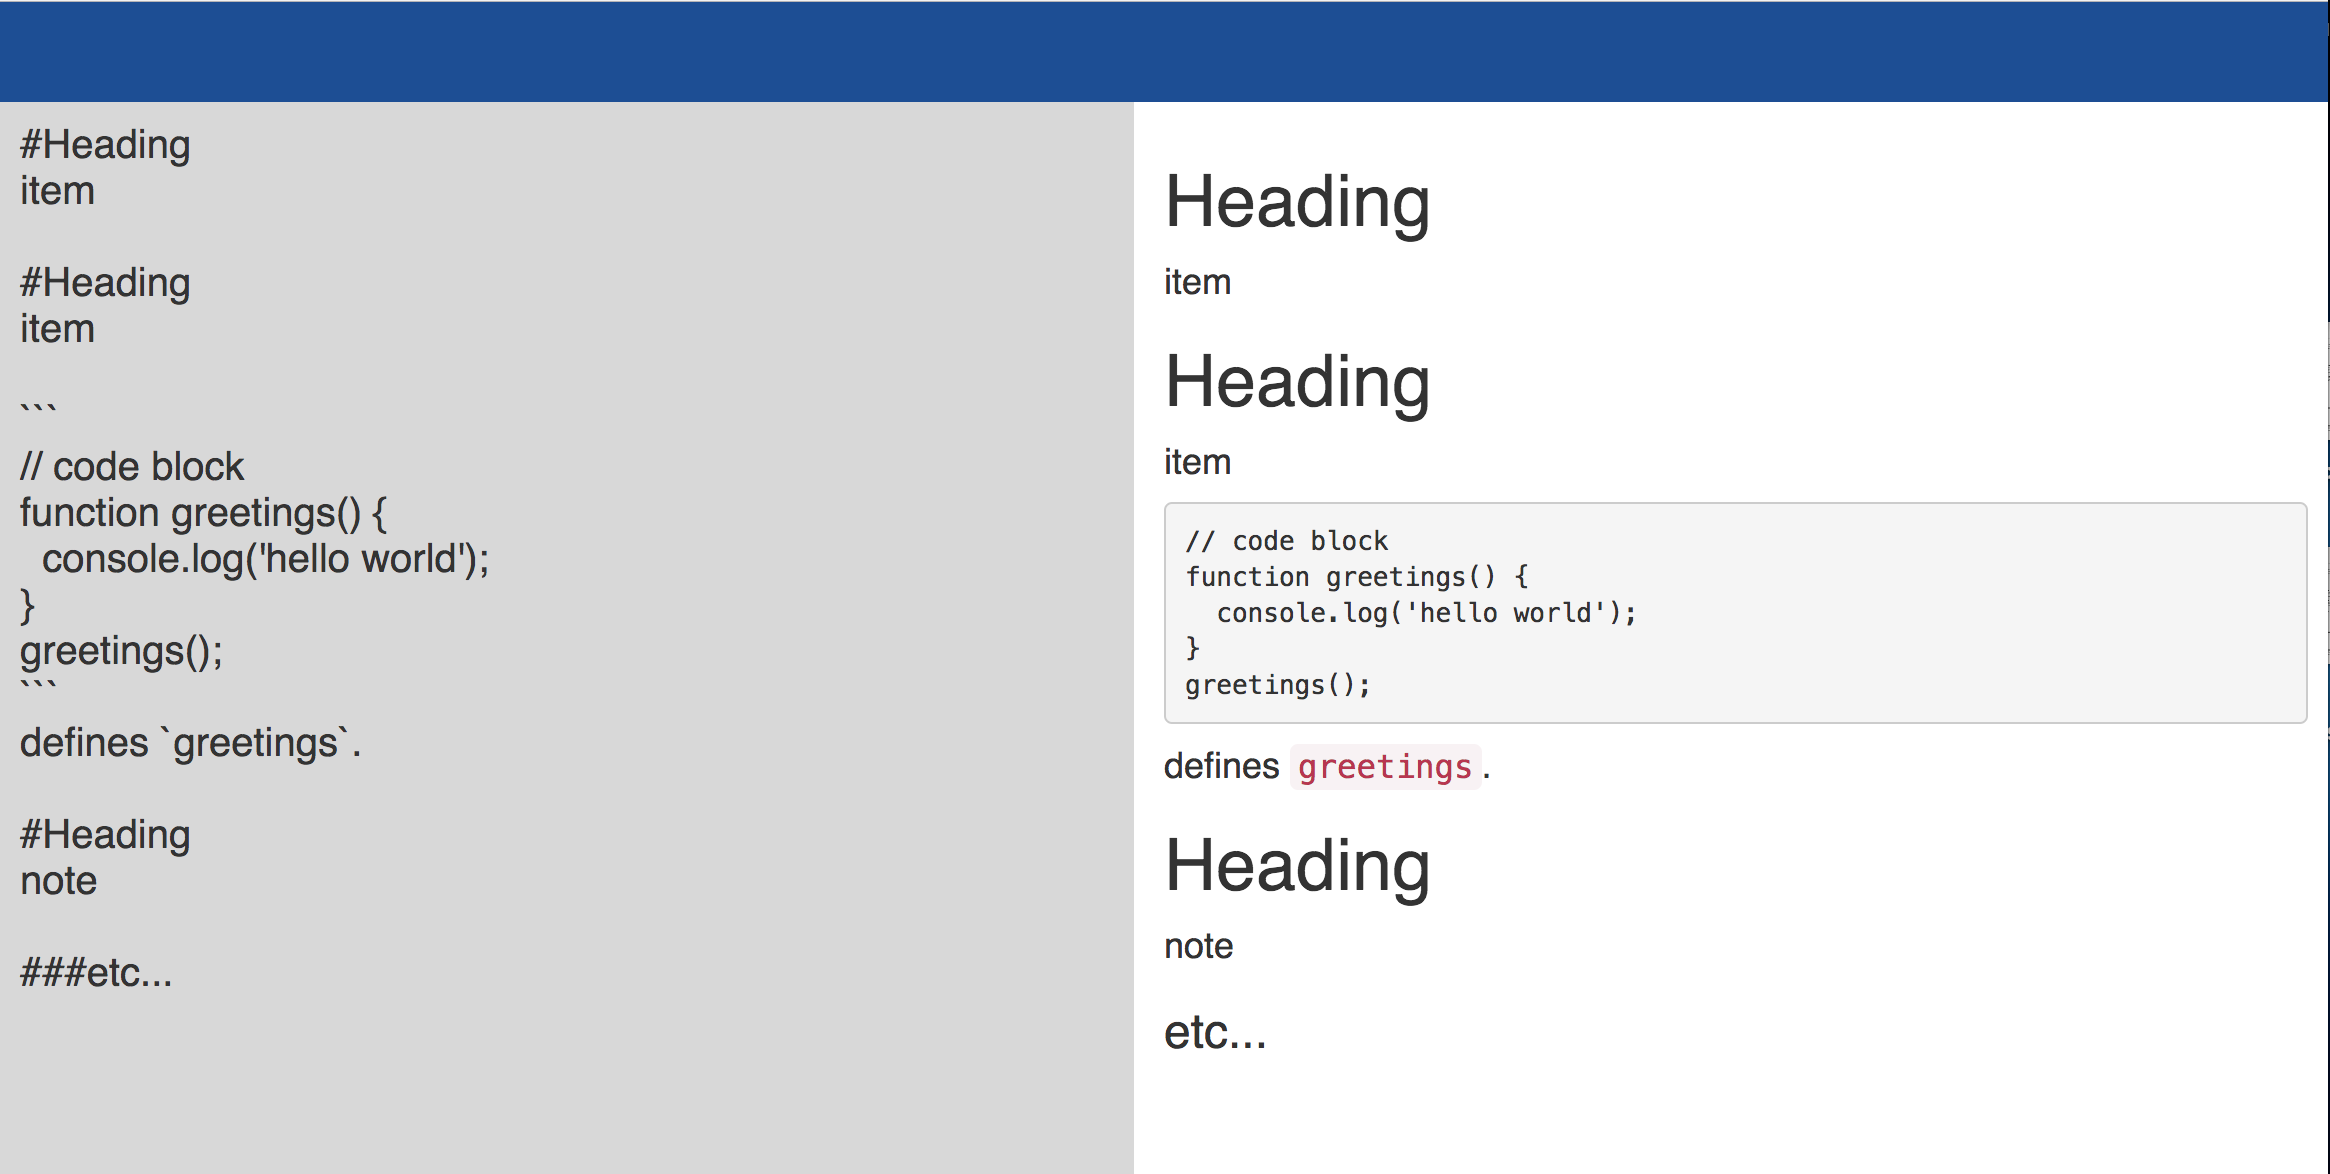 #Heading
item
#Heading
item
```
// code block
function greetings() {
  console.log('hello world');
}
greetings();
```
defines `greetings`.
#Heading
note
###etc...
Heading
item
Heading
item
// code block
function greetings() {
  console.log('hello world');
}
greetings();
defines greetings.
Heading
note
etc...